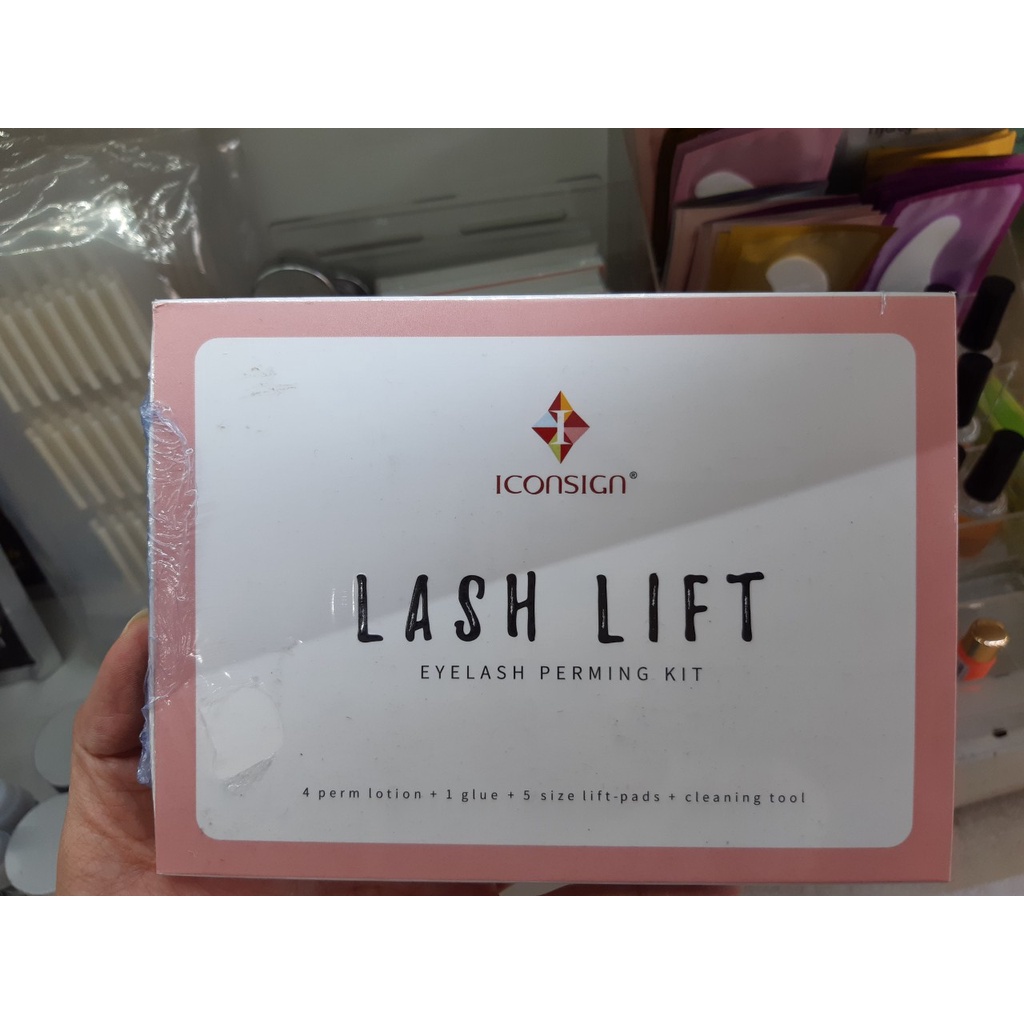 I
ICONSIGN®
LASH LIFT
EYELASH PERMING KIT
4 perm lotion + 1 glue + 5 size lift-pads + cleaning tool